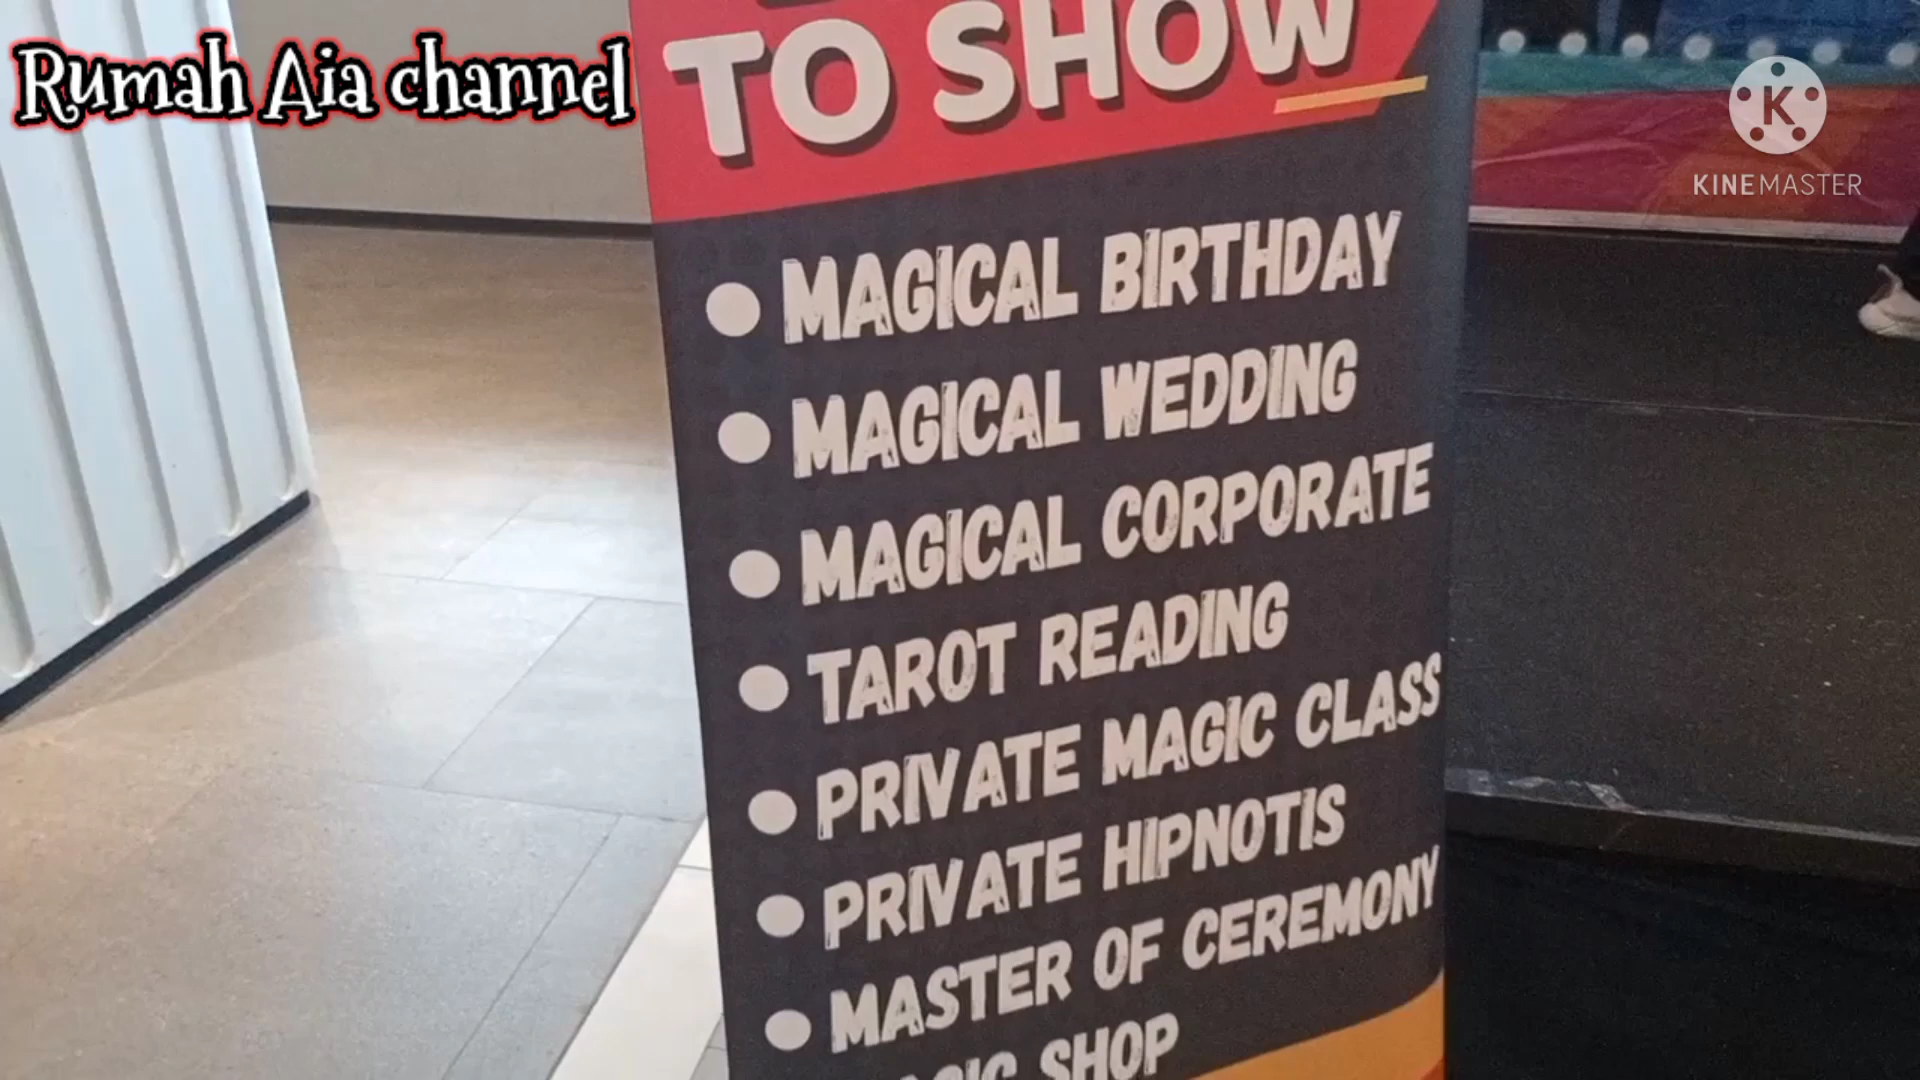 Rumah Aia channel
TO SHOW
K
KINEMASTER
• MAGICAL BIRTHDAY
• MAGICAL WEDDING
• MAGICAL CORPORATE
• TAROT READING
• PRIVATE MAGIC CLASS
• PRIVATE HIPNOTIS
• MASTER OF CEREMONY
SHOP